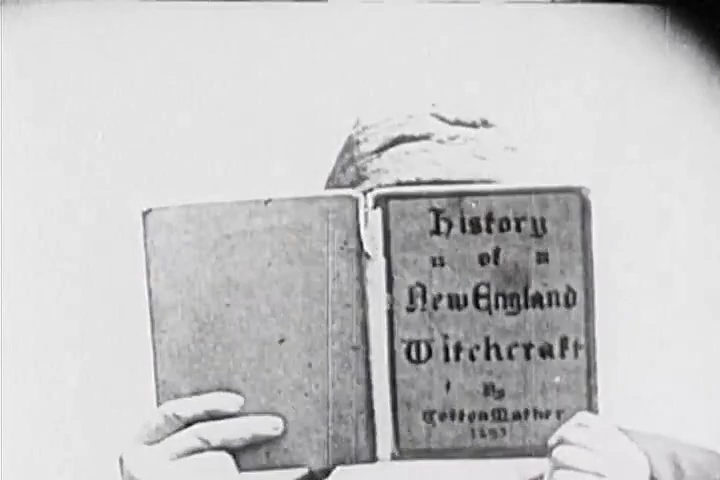 History
of
New England
Witchcraft
By
Cotton Mather